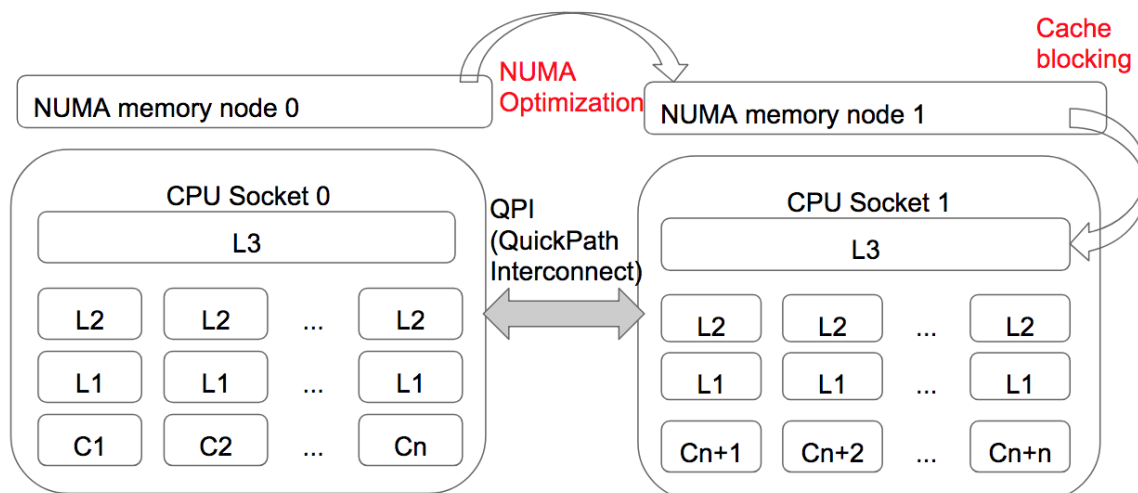 Cache
blocking
NUMA
Optimization
NUMA memory node 0
NUMA memory node 1
CPU Socket 0
L3
L2 L2 ... L2
L1 L1 ... L1
C1 C2 ... Cn
QPI
(QuickPath
Interconnect)
CPU Socket 1
L3
L2 L2 ... L2
L1 L1 ... L1
Cn+1 Cn+2 ... Cn+n